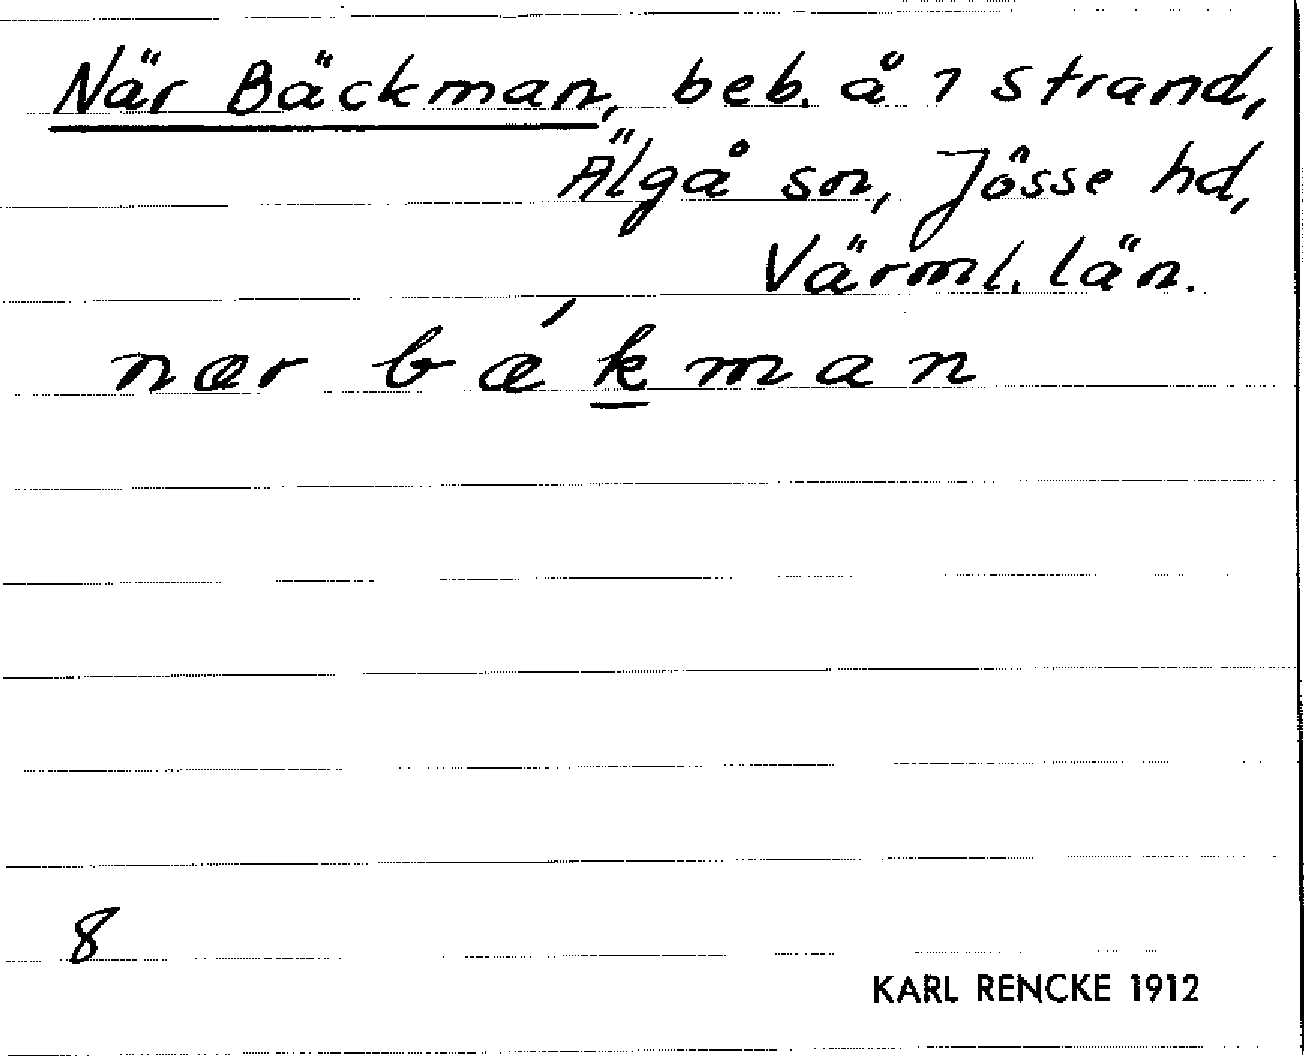 När Bäckman, beb. å 1 Strand,
Älgå sn, Jösse hd,
Värml. län.
nær bǽkman
8
KARL RENCKE 1912